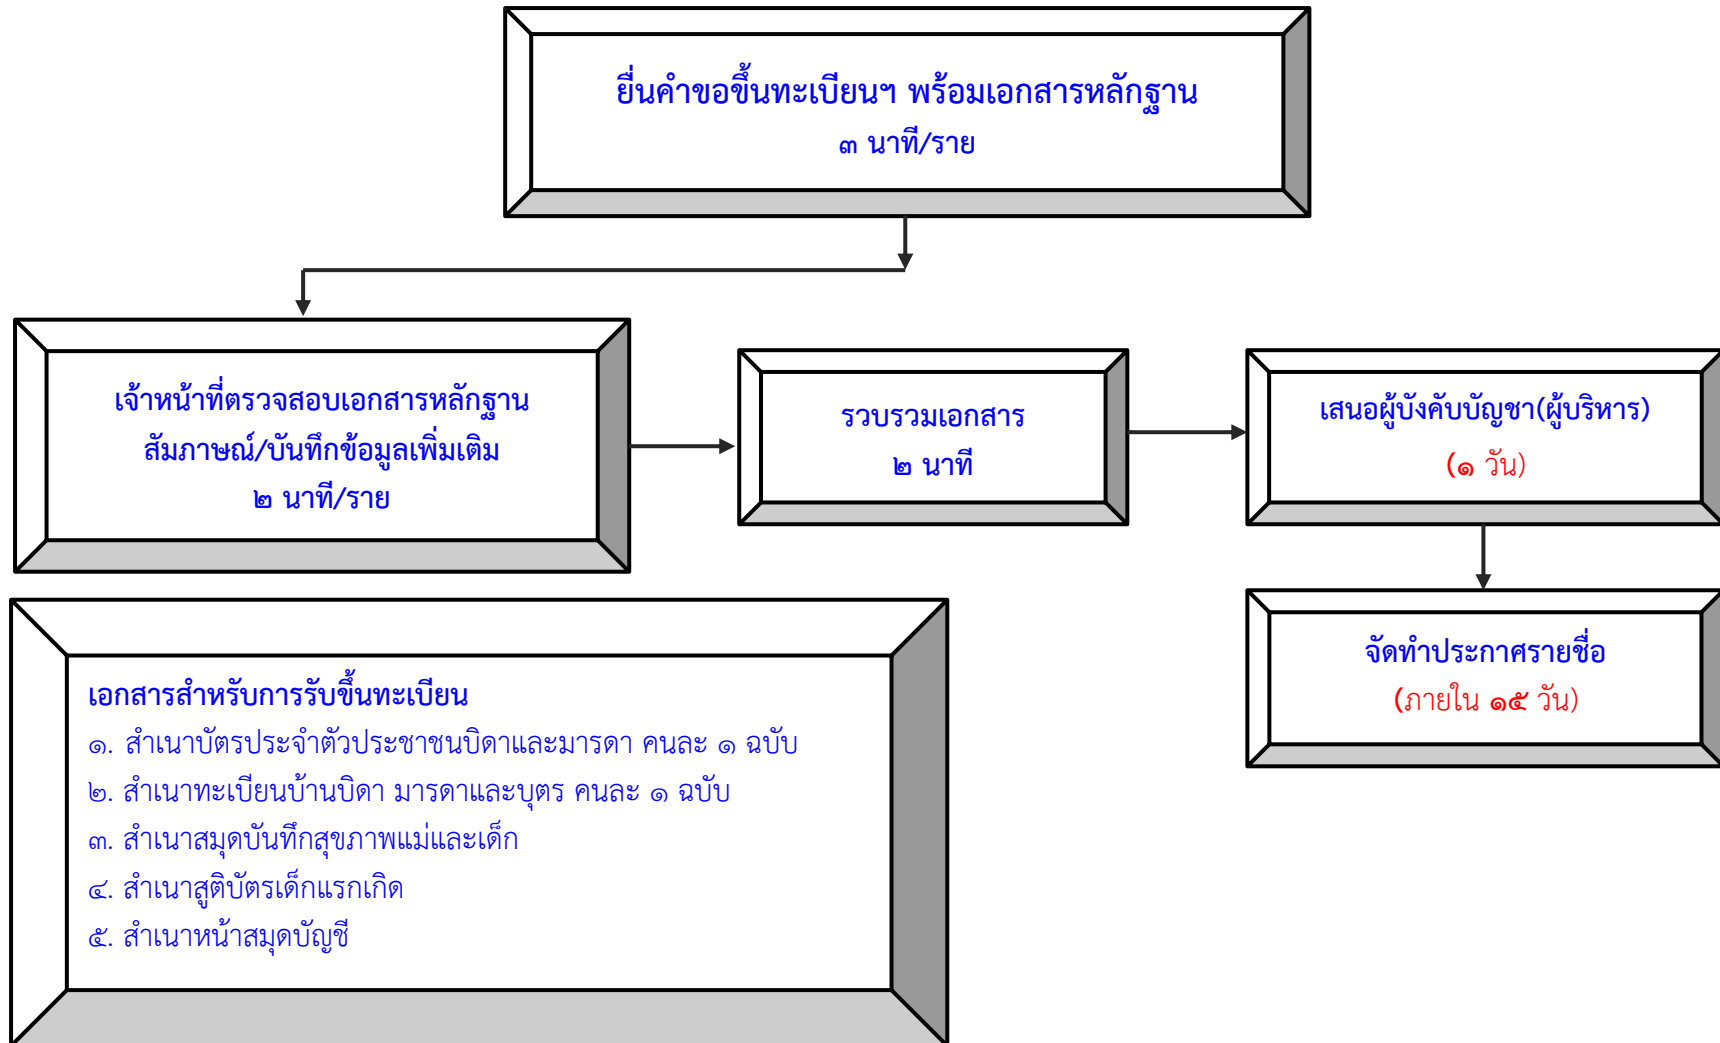 ยื่นคำขอขึ้นทะเบียนฯ พร้อมเอกสารหลักฐาน
๓ นาที/ราย
เจ้าหน้าที่ตรวจสอบเอกสารหลักฐาน
สัมภาษณ์/บันทึกข้อมูลเพิ่มเติม
๒ นาที/ราย
รวบรวมเอกสาร
๒ นาที
เสนอผู้บังคับบัญชา(ผู้บริหาร)
(๑ วัน)
จัดทำประกาศรายชื่อ
(ภายใน ๑๕ วัน)
เอกสารสำหรับการรับขึ้นทะเบียน
๑. สำเนาบัตรประจำตัวประชาชนบิดาและมารดา คนละ ๑ ฉบับ
๒. สำเนาทะเบียนบ้านบิดา มารดาและบุตร คนละ ๑ ฉบับ
๓. สำเนาสมุดบันทึกสุขภาพแม่และเด็ก
๔. สำเนาสูติบัตรเด็กแรกเกิด
๕. สำเนาหน้าสมุดบัญชี